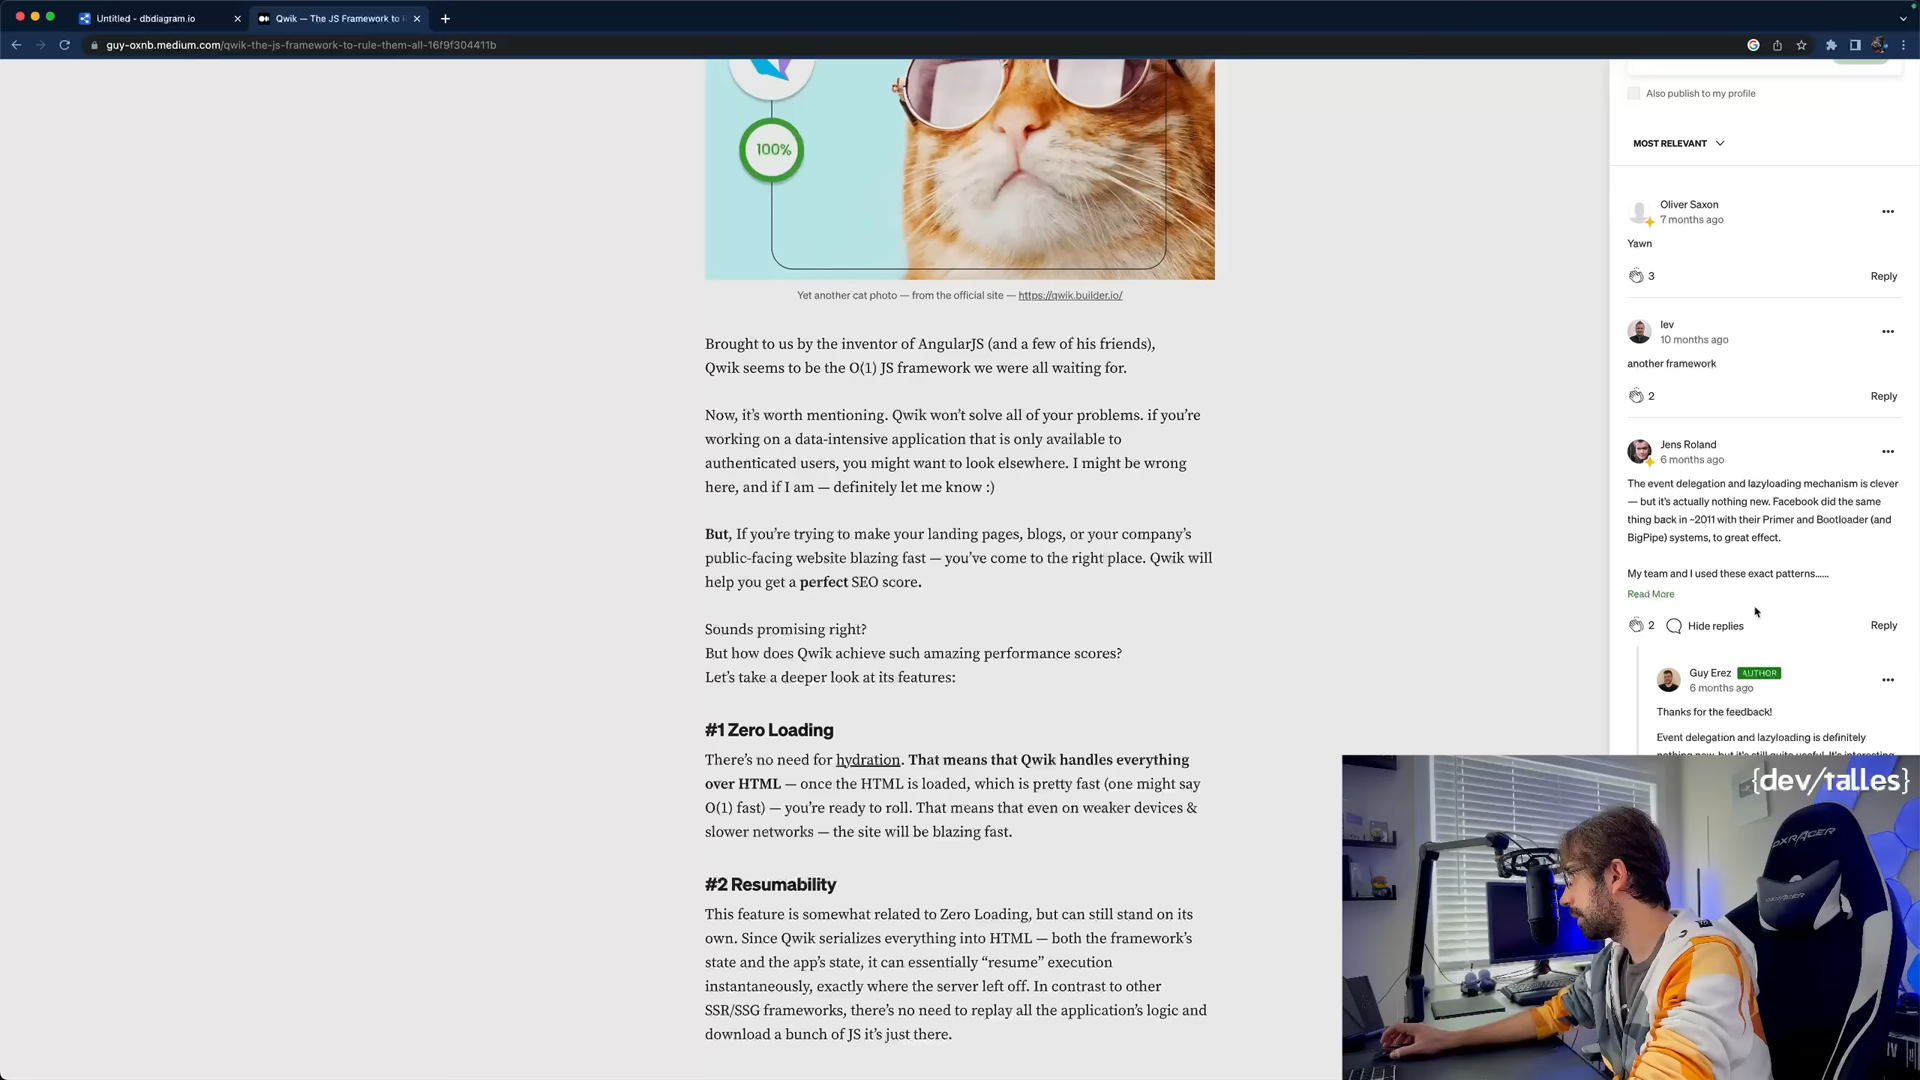 Untitled - dbdiagram.io
Qwik — The JS Framework to
guy-oxnb.medium.com/qwik-the-js-framework-to-rule-them-all-16f9f304411b
100%
Yet another cat photo — from the official site — https://qwik.builder.io/
Brought to us by the inventor of AngularJS (and a few of his friends),
Qwik seems to be the O(1) JS framework we were all waiting for.
Now, it’s worth mentioning. Qwik won’t solve all of your problems. if you’re
working on a data-intensive application that is only available to
authenticated users, you might want to look elsewhere. I might be wrong
here, and if I am — definitely let me know :)
But, If you’re trying to make your landing pages, blogs, or your company’s
public-facing website blazing fast — you’ve come to the right place. Qwik will
help you get a perfect SEO score.
Sounds promising right?
But how does Qwik achieve such amazing performance scores?
Let’s take a deeper look at its features:
#1 Zero Loading
There’s no need for hydration. That means that Qwik handles everything
over HTML — once the HTML is loaded, which is pretty fast (one might say
O(1) fast) — you’re ready to roll. That means that even on weaker devices &
slower networks — the site will be blazing fast.
#2 Resumability
This feature is somewhat related to Zero Loading, but can still stand on its
own. Since Qwik serializes everything into HTML — both the framework’s
state and the app’s state, it can essentially “resume” execution
instantaneously, exactly where the server left off. In contrast to other
SSR/SSG frameworks, there’s no need to replay all the application’s logic and
download a bunch of JS it’s just there.
Also publish to my profile
MOST RELEVANT
Oliver Saxon
7 months ago
Yawn
3 Reply
lev
10 months ago
another framework
2 Reply
Jens Roland
6 months ago
The event delegation and lazyloading mechanism is clever
— but it’s actually nothing new. Facebook did the same
thing back in ~2011 with their Primer and Bootloader (and
BigPipe) systems, to great effect.
My team and I used these exact patterns......
Read More
2 Hide replies Reply
Guy Erez AUTHOR
6 months ago
Thanks for the feedback!
Event delegation and lazyloading is definitely
nothing new, but it’s still quite useful. It’s interesting
{dev/talles}
OXRACER